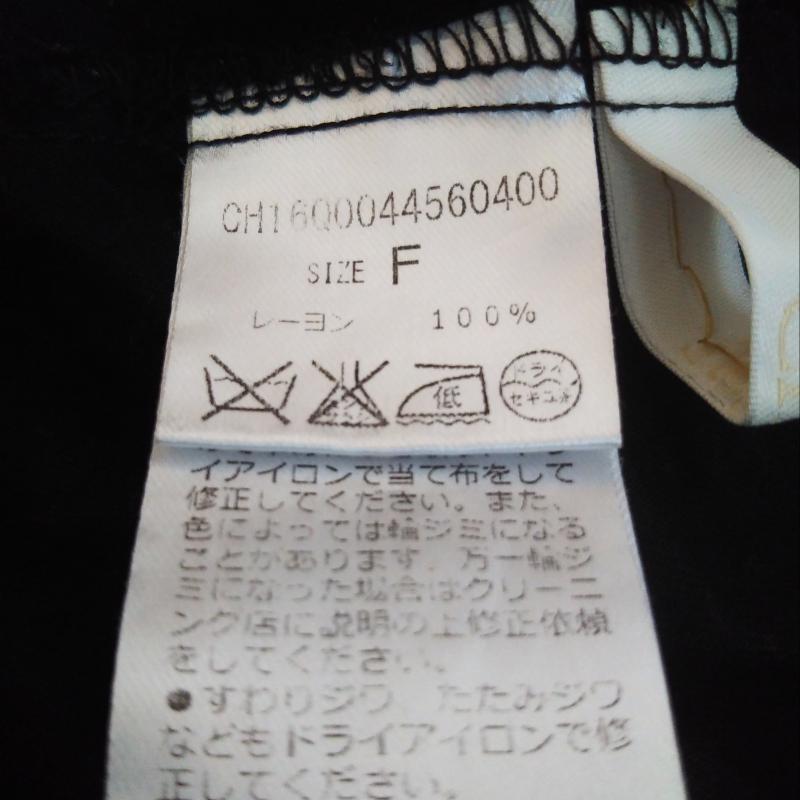 CH16Q0044560400
SIZE F
レーヨン 100%
低
ドライ
セキユ系
イアイロンで当て布をして
修正してください。また、
色によっては輪ジミになる
ことがあります。万一輪ジ
ミになった場合はクリーニ
ング店に説明の上修正依頼
をしてください。
●すわりジワ、たたみジワ
などもドライアイロンで修
正してください。